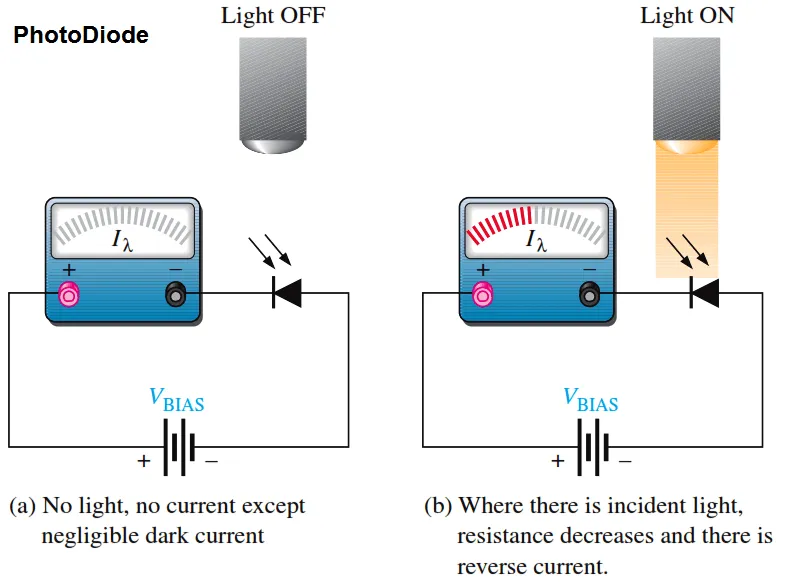 PhotoDiode
Light OFF
Iλ
+ −
VBIAS
+ −
(a) No light, no current except
negligible dark current
Light ON
Iλ
+ −
VBIAS
+ −
(b) Where there is incident light,
resistance decreases and there is
reverse current.